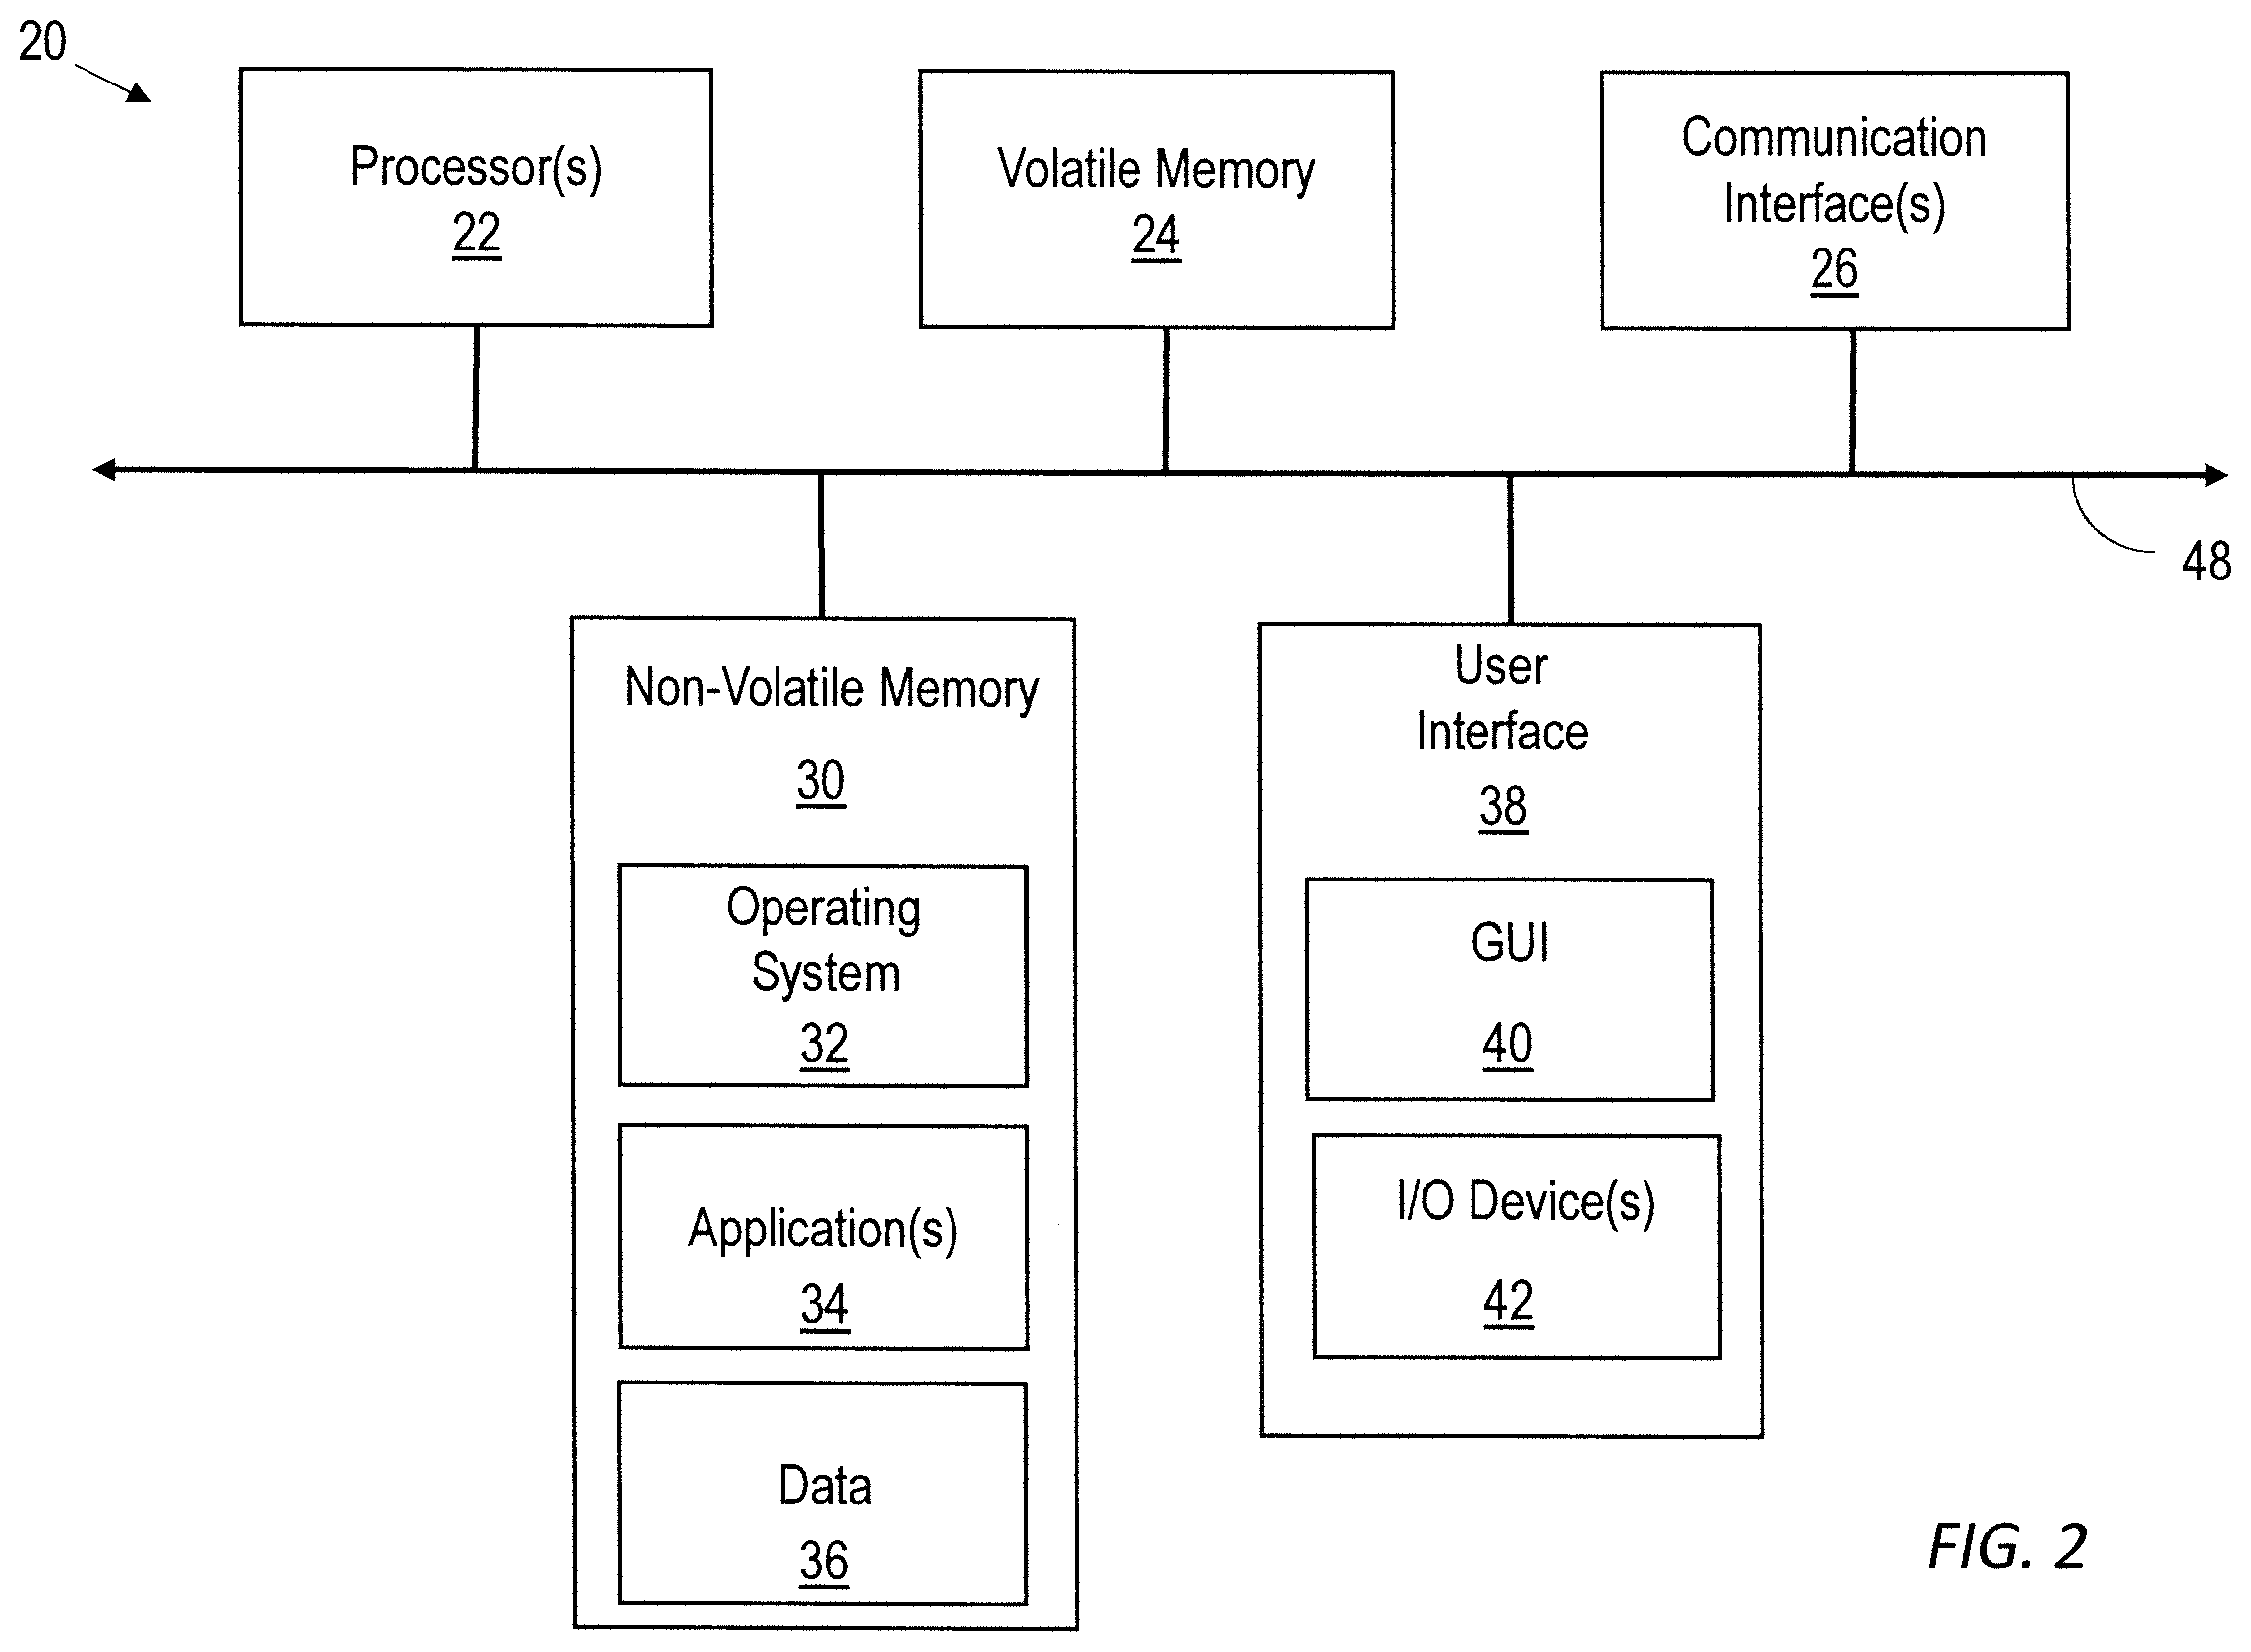 20
Processor(s)
22
Volatile Memory
24
Communication
Interface(s)
26
48
Non-Volatile Memory
30
Operating
System
32
Application(s)
34
Data
36
User
Interface
38
GUI
40
I/O Device(s)
42
FIG. 2